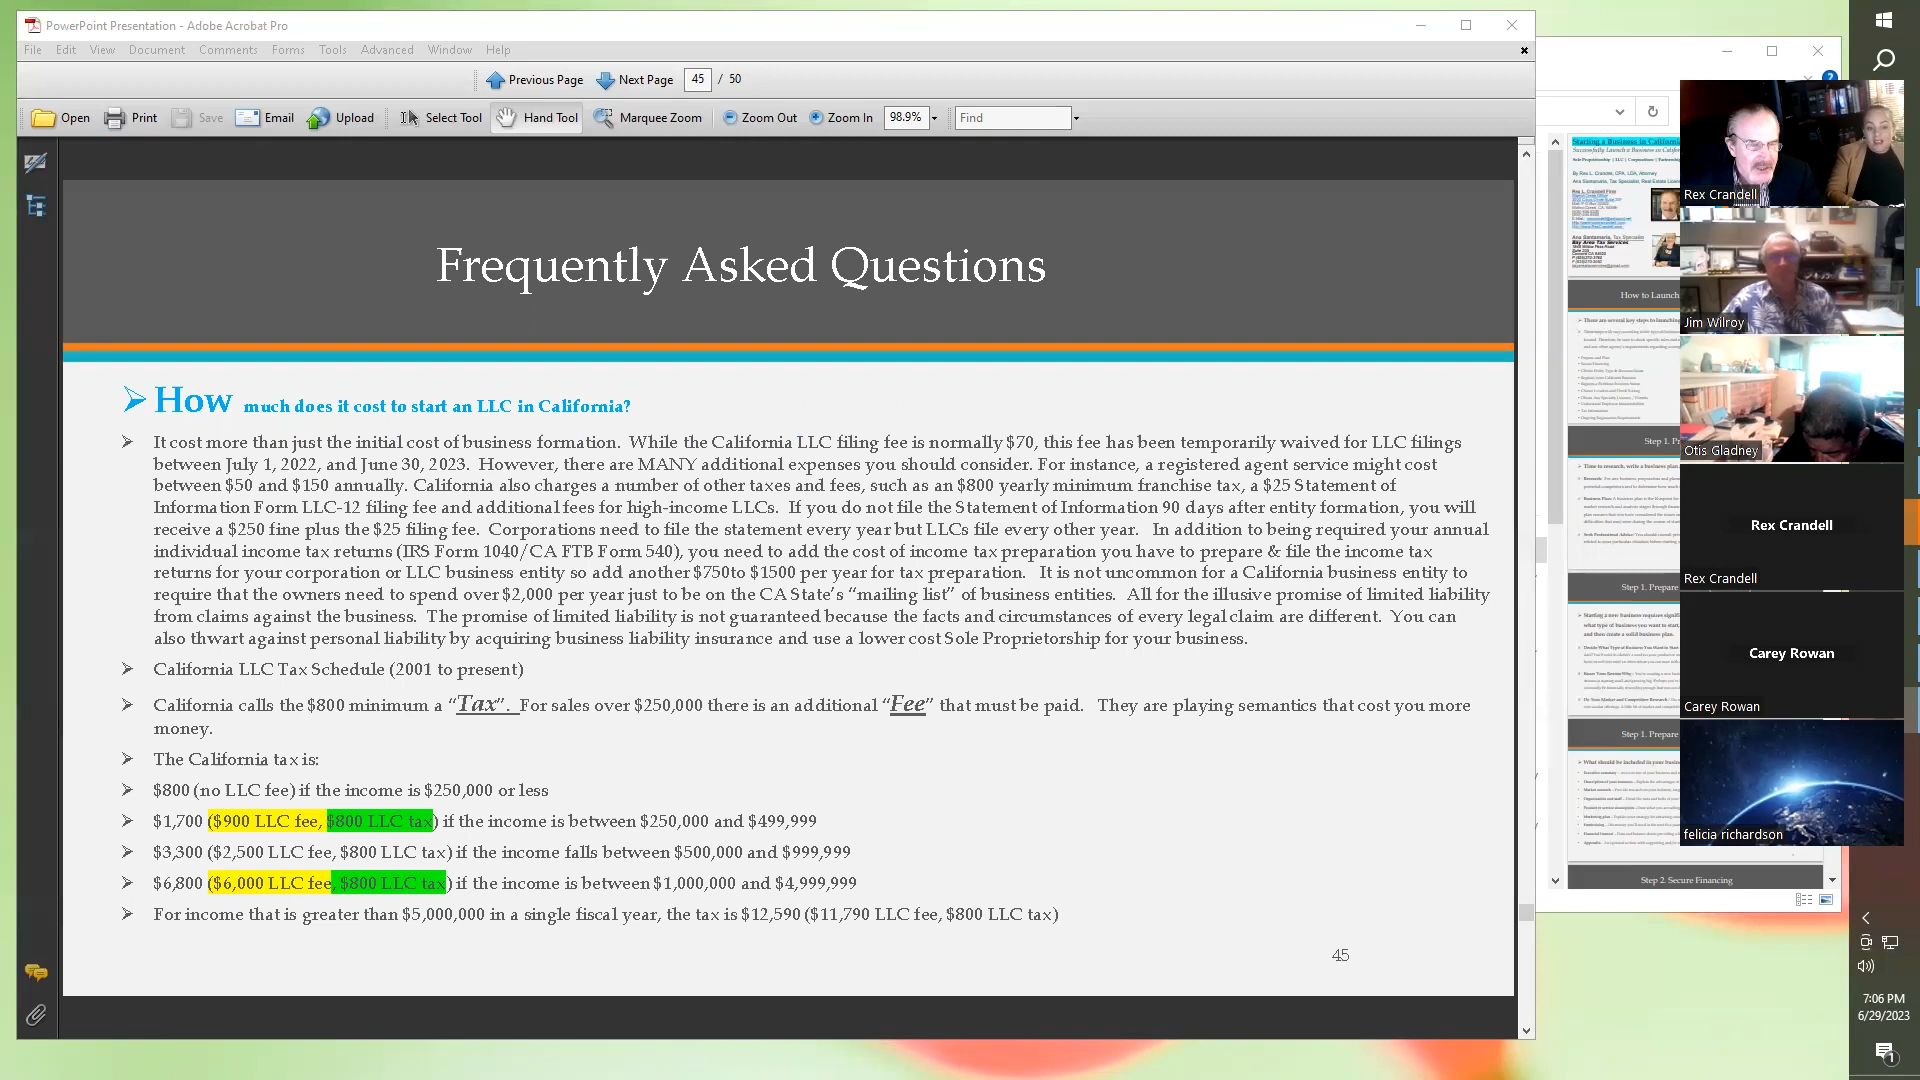 PowerPoint Presentation - Adobe Acrobat Pro
File Edit View Document Comments Forms Tools Advanced Window Help
Previous Page Next Page 45 / 50
Open Print Save Email Upload Select Tool Hand Tool Marquee Zoom Zoom Out Zoom In 98.9% Find
Frequently Asked Questions
How much does it cost to start an LLC in California?
It cost more than just the initial cost of business formation. While the California LLC filing fee is normally $70, this fee has been temporarily waived for LLC filings
between July 1, 2022, and June 30, 2023. However, there are MANY additional expenses you should consider. For instance, a registered agent service might cost
between $50 and $150 annually. California also charges a number of other taxes and fees, such as an $800 yearly minimum franchise tax, a $25 Statement of
Information Form LLC-12 filing fee and additional fees for high-income LLCs. If you do not file the Statement of Information 90 days after entity formation, you will
receive a $250 fine plus the $25 filing fee. Corporations need to file the statement every year but LLCs file every other year. In addition to being required your annual
individual income tax returns (IRS Form 1040/CA FTB Form 540), you need to add the cost of income tax preparation you have to prepare & file the income tax
returns for your corporation or LLC business entity so add another $750to $1500 per year for tax preparation. It is not uncommon for a California business entity to
require that the owners need to spend over $2,000 per year just to be on the CA State's “mailing list” of business entities. All for the illusive promise of limited liability
from claims against the business. The promise of limited liability is not guaranteed because the facts and circumstances of every legal claim are different. You can
also thwart against personal liability by acquiring business liability insurance and use a lower cost Sole Proprietorship for your business.
California LLC Tax Schedule (2001 to present)
California calls the $800 minimum a “Tax”. For sales over $250,000 there is an additional “Fee” that must be paid. They are playing semantics that cost you more
money.
The California tax is:
$800 (no LLC fee) if the income is $250,000 or less
$1,700 ($900 LLC fee, $800 LLC tax) if the income is between $250,000 and $499,999
$3,300 ($2,500 LLC fee, $800 LLC tax) if the income falls between $500,000 and $999,999
$6,800 ($6,000 LLC fee, $800 LLC tax) if the income is between $1,000,000 and $4,999,999
For income that is greater than $5,000,000 in a single fiscal year, the tax is $12,590 ($11,790 LLC fee, $800 LLC tax)
45
Starting a Business in California
How to Launch
Step 1. Prepare
Step 1. Prepare
Step 2. Secure Financing
Rex Crandell
Jim Wilroy
Otis Gladney
Rex Crandell
Rex Crandell
Carey Rowan
Carey Rowan
felicia richardson
7:06 PM
6/29/2023
1